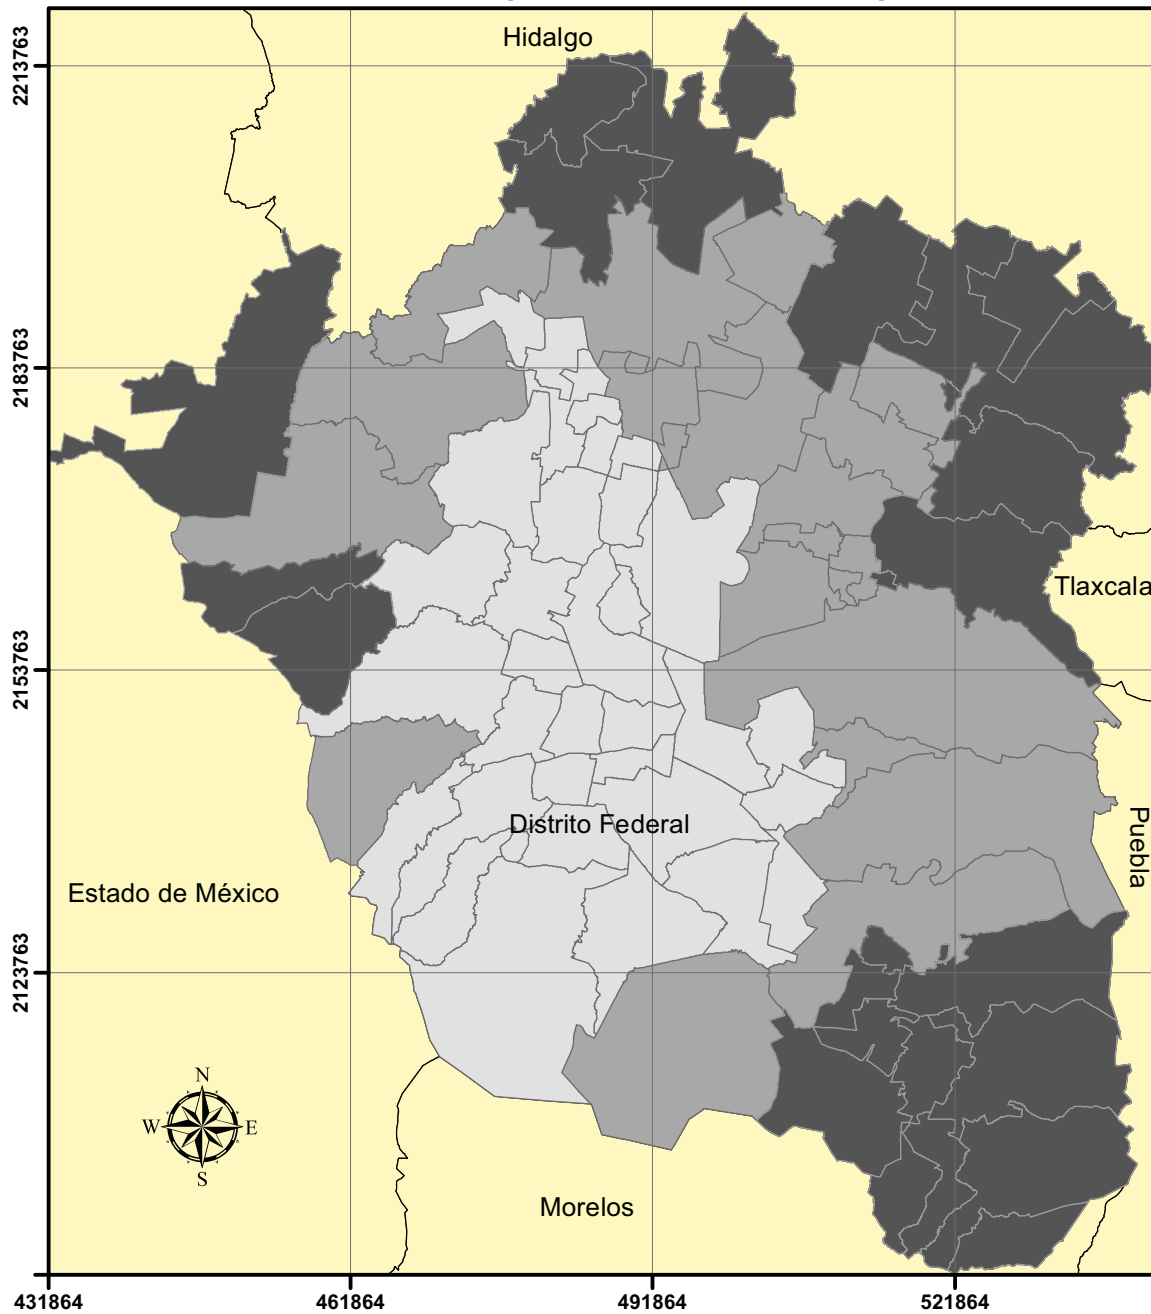 Hidalgo
2213763
2183763
Tlaxcala
2153763
Distrito Federal
Puebla
Estado de México
2123763
N
W E
S
Morelos
431864 461864 491864 521864